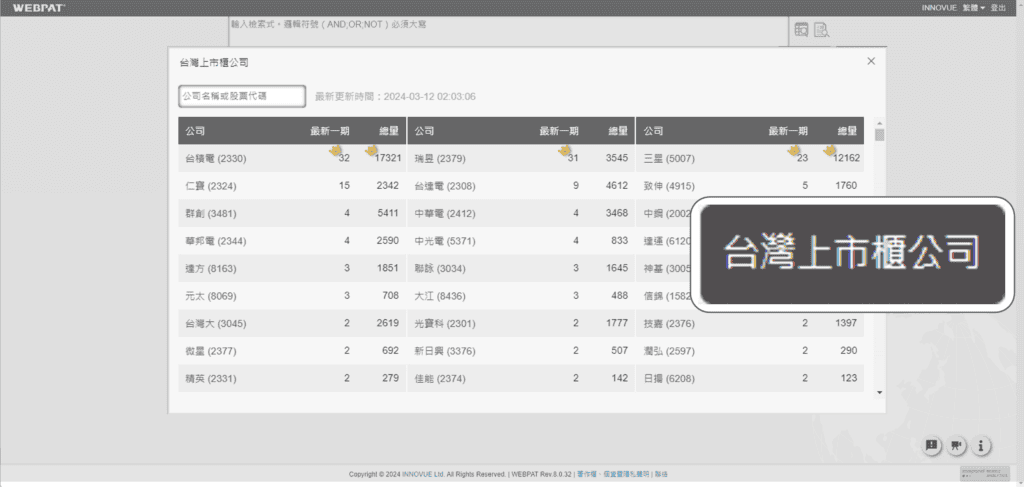 WEBPAT
INNOVUE 繁體 登出
輸入檢索式。邏輯符號(AND,OR,NOT)必須大寫
台灣上市櫃公司
公司名稱或股票代碼 最新更新時間:2024-03-12 02:03:06
公司 最新一期 總量 公司 最新一期 總量 公司 最新一期 總量
台積電 (2330) 32 17321 瑞昱 (2379) 31 3545 三星 (5007) 23 12162
仁寶 (2324) 15 2342 台達電 (2308) 9 4612 致伸 (4915) 5 1760
群創 (3481) 4 5411 中華電 (2412) 4 3468 中鋼 (2002
華邦電 (2344) 4 2590 中光電 (5371) 4 833 建通 (6120
達方 (8163) 3 1851 聯詠 (3034) 3 1645 神基 (3005
元太 (8069) 3 708 大江 (8436) 3 488 信錦 (1582
台灣上市櫃公司
台灣大 (3045) 2 2619 光寶科 (2301) 2 1777 技嘉 (2376) 2 1397
微星 (2377) 2 692 新日興 (3376) 2 507 濶弘 (2597) 2 290
精英 (2331) 2 279 佳能 (2374) 2 142 日揚 (6208) 2 123
Copyright © 2024 INNOVUE Ltd. All Rights Reserved. | WEBPAT Rev.8.0.32 | 著作權、個資暨隱私聲明 | 聯絡